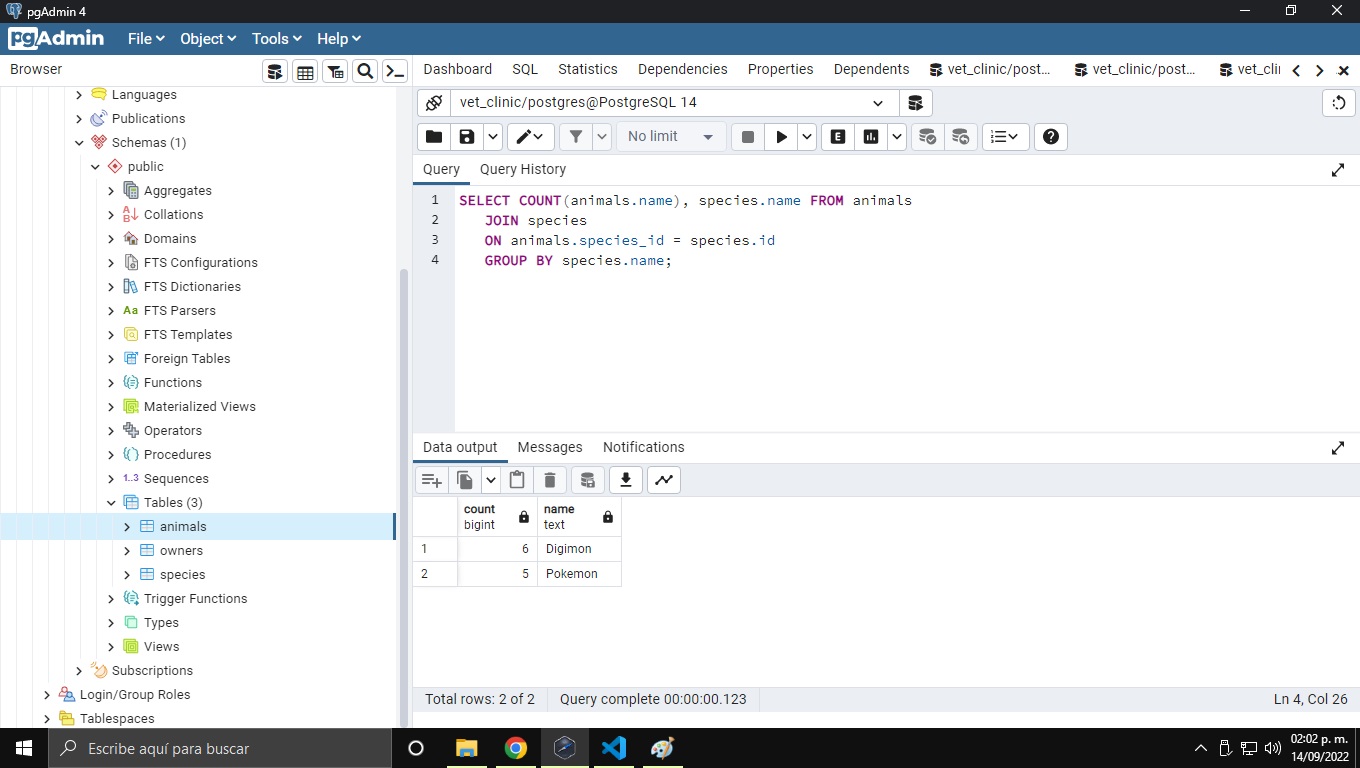 pgAdmin 4
pgAdmin File Object Tools Help
Browser
Dashboard SQL Statistics Dependencies Properties Dependents vet_clinic/post... vet_clinic/post... vet_cli
Languages
Publications
Schemas (1)
public
Aggregates
Collations
Domains
FTS Configurations
FTS Dictionaries
Aa FTS Parsers
FTS Templates
Foreign Tables
Functions
Materialized Views
Operators
Procedures
1..3 Sequences
Tables (3)
animals
owners
species
Trigger Functions
Types
Views
Subscriptions
Login/Group Roles
Tablespaces
vet_clinic/postgres@PostgreSQL 14
No limit E
Query Query History
1 SELECT COUNT(animals.name), species.name FROM animals
2 JOIN species
3 ON animals.species_id = species.id
4 GROUP BY species.name;
Data output Messages Notifications
count name
bigint text
1 6 Digimon
2 5 Pokemon
Total rows: 2 of 2 Query complete 00:00:00.123 Ln 4, Col 26
Escribe aquí para buscar
02:02 p. m.
14/09/2022